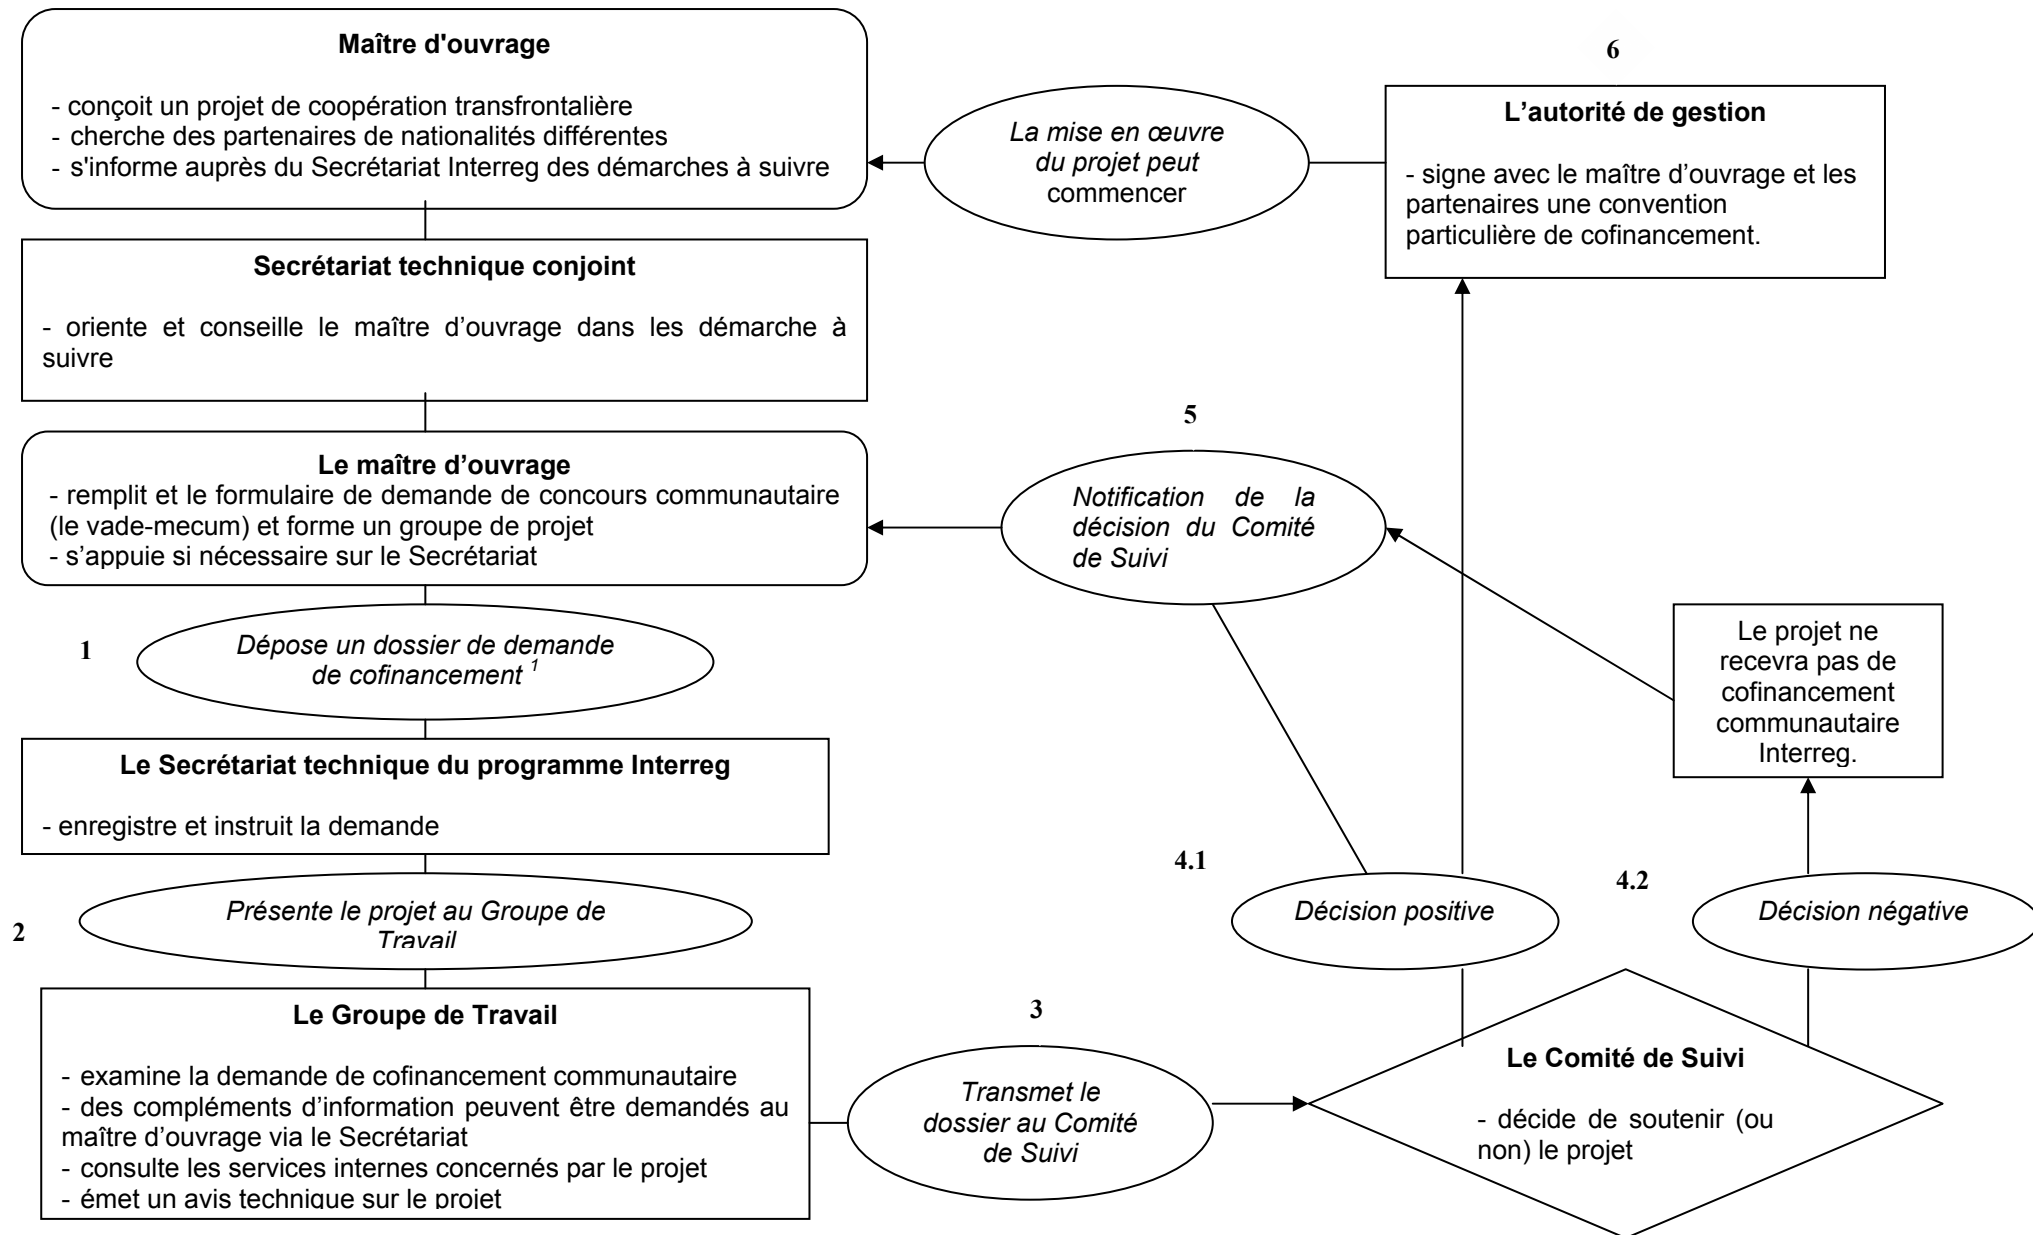 Maître d'ouvrage
- conçoit un projet de coopération transfrontalière
- cherche des partenaires de nationalités différentes
- s'informe auprès du Secrétariat Interreg des démarches à suivre
La mise en œuvre
du projet peut
commencer
6
L'autorité de gestion
- signe avec le maître d'ouvrage et les
partenaires une convention
particulière de cofinancement.
Secrétariat technique conjoint
- oriente et conseille le maître d'ouvrage dans les démarche à
suivre
Le maître d'ouvrage
- remplit et le formulaire de demande de concours communautaire
(le vade-mecum) et forme un groupe de projet
- s'appuie si nécessaire sur le Secrétariat
5
Notification de la
décision du Comité
de Suivi
1
Dépose un dossier de demande
de cofinancement 1
Le projet ne
recevra pas de
cofinancement
communautaire
Interreg.
Le Secrétariat technique du programme Interreg
- enregistre et instruit la demande
2
Présente le projet au Groupe de
Travail
4.1
Décision positive
4.2
Décision négative
Le Groupe de Travail
- examine la demande de cofinancement communautaire
- des compléments d'information peuvent être demandés au
maître d'ouvrage via le Secrétariat
- consulte les services internes concernés par le projet
- émet un avis technique sur le projet
3
Transmet le
dossier au Comité
de Suivi
Le Comité de Suivi
- décide de soutenir (ou
non) le projet